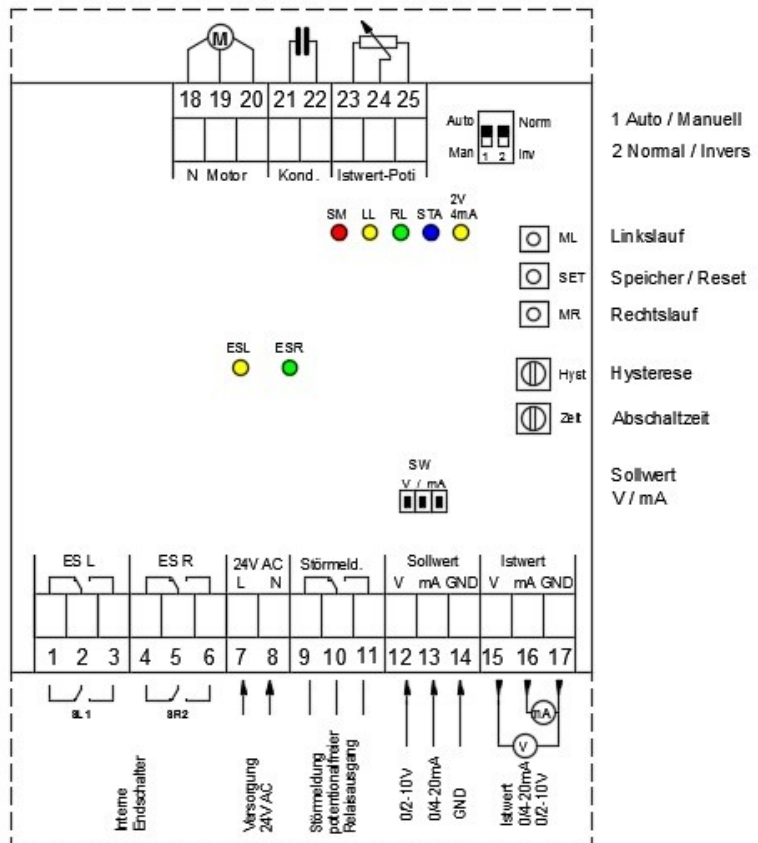 M
18 19 20 21 22 23 24 25
N Motor Kond. Istwert-Poti
Auto Norm
Man 1 2 Inv
1 Auto / Manuell
2 Normal / Invers
SM LL RL STA 2V 4mA
ML Linkslauf
SET Speicher / Reset
MR Rechtslauf
ESL ESR
Hyst Hysterese
Zeit Abschaltzeit
SW
V / mA
Sollwert
V / mA
ES L ES R 24V AC Störmeld. Sollwert Istwert
L N V mA GND V mA GND
1 2 3 4 5 6 7 8 9 10 11 12 13 14 15 16 17
SL1 SR2
mA
V
Interne
Endschalter
Versorgung
24V AC
Störmeldung
potentionalfreier
Relaisausgang
0/2-10V
0/4-20mA
GND
Istwert
0/4-20mA
0/2-10V